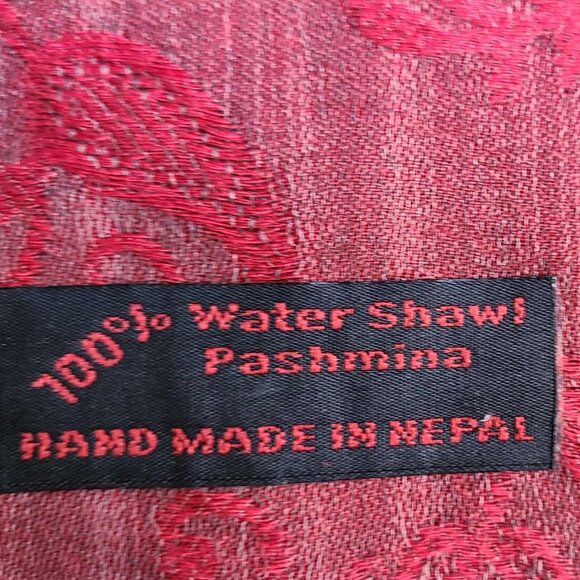 100% Water Shawl
Pashmina
HAND MADE IN NEPAL